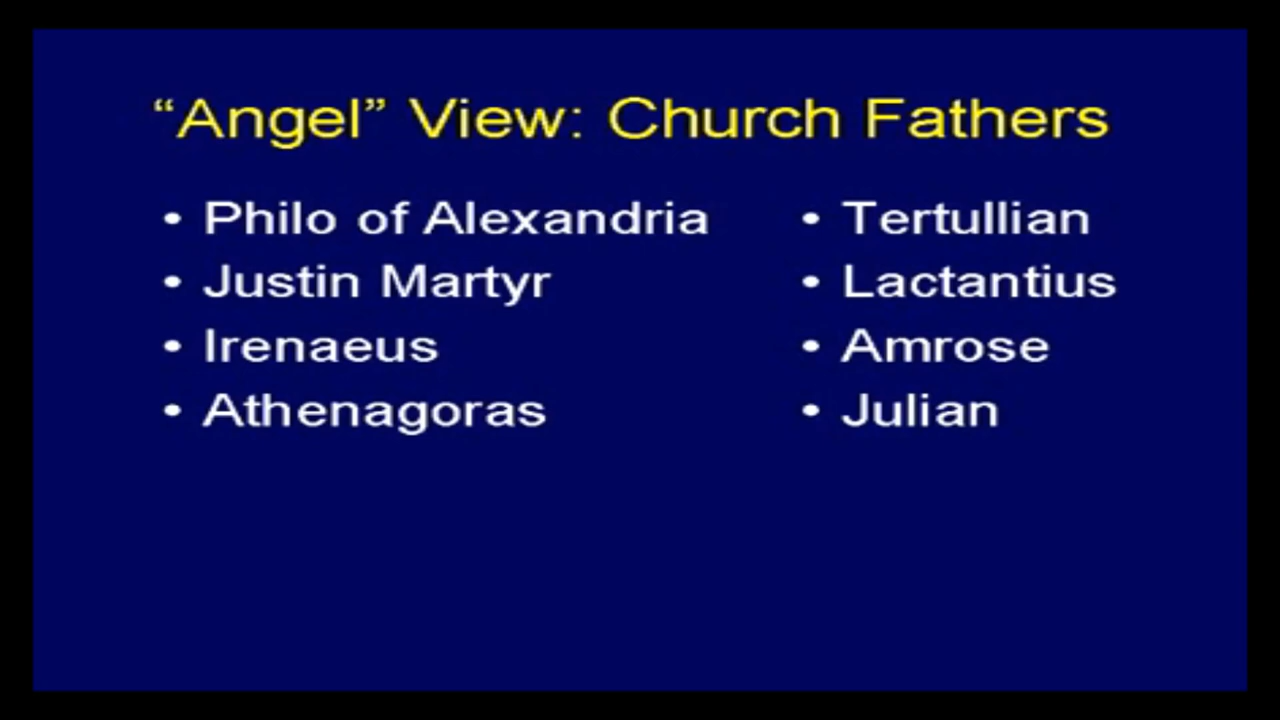 “Angel” View: Church Fathers
• Philo of Alexandria
• Justin Martyr
• Irenaeus
• Athenagoras
• Tertullian
• Lactantius
• Amrose
• Julian